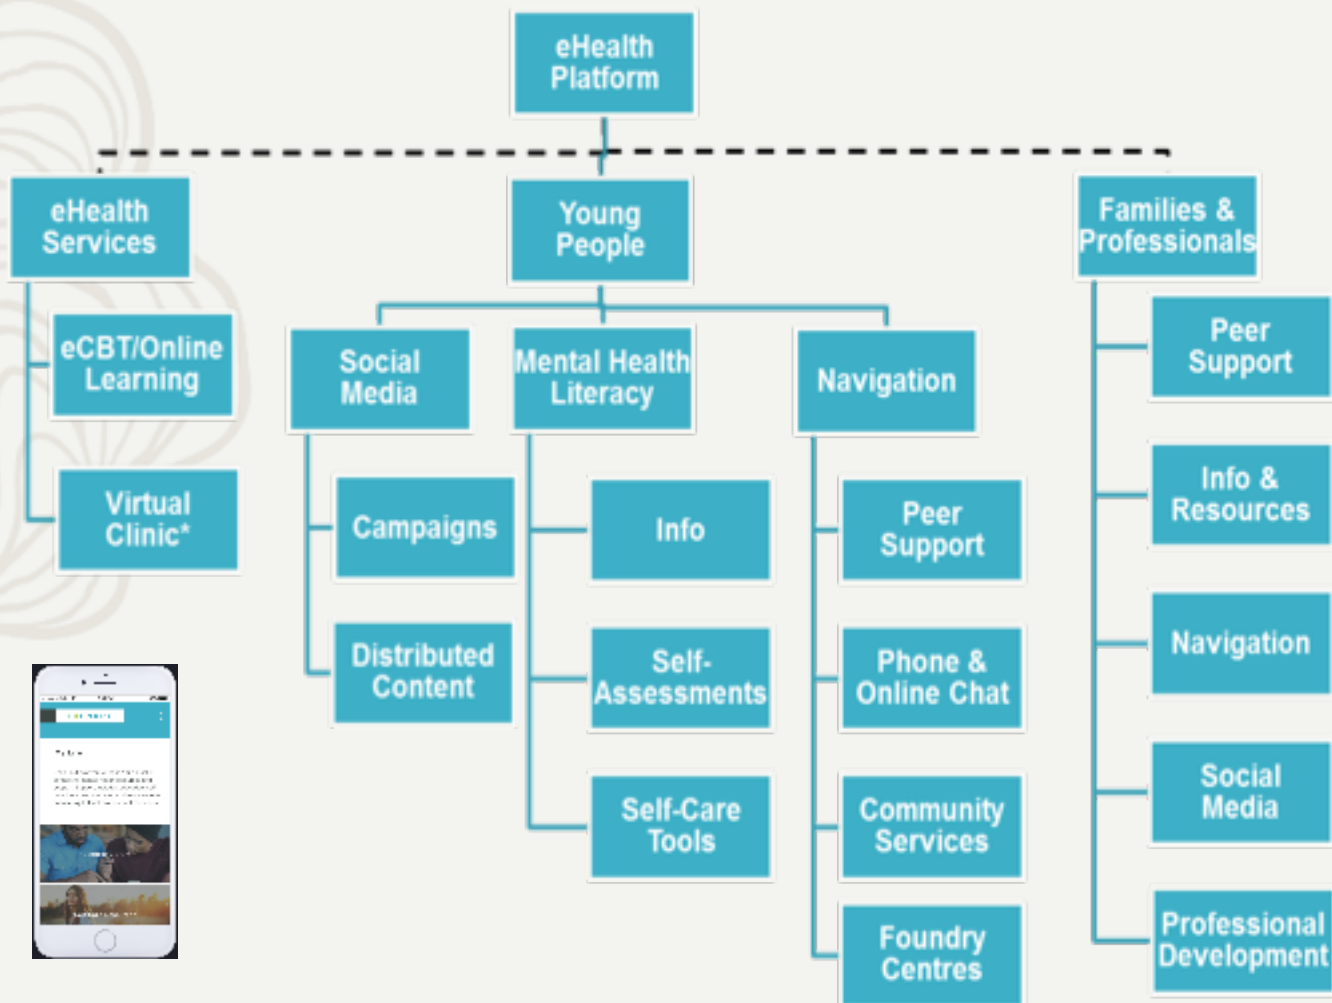 eHealth
Platform
eHealth
Services
Young
People
Families &
Professionals
eCBT/Online
Learning
Virtual
Clinic*
Social
Media
Campaigns
Distributed
Content
Mental Health
Literacy
Info
Self-
Assessments
Self-Care
Tools
Navigation
Peer
Support
Phone &
Online Chat
Community
Services
Foundry
Centres
Peer
Support
Info &
Resources
Navigation
Social
Media
Professional
Development